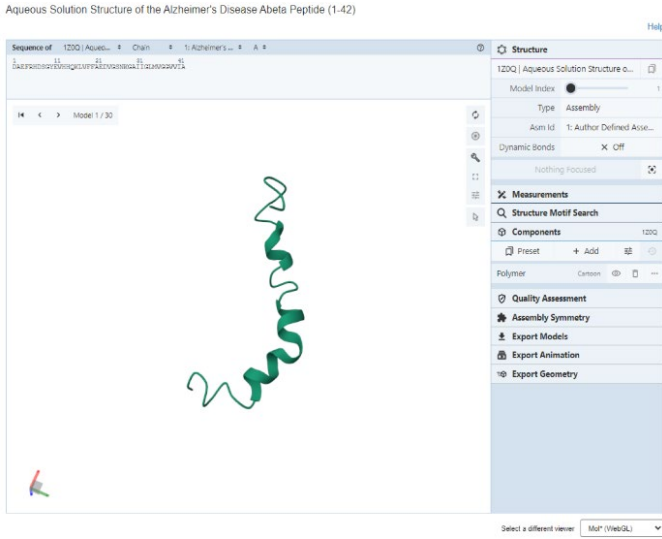 Aqueous Solution Structure of the Alzheimer's Disease Abeta Peptide (1-42)
Help
Sequence of 1Z0Q | Aqueo... Chain 1: Alzheimer's ... A
1 11 21 31 41
DAEFRHDSGYEVHHQKLVFFAEDVGSNKGAIIGLMVGGVVIA
Model 1 / 30
Structure
1Z0Q | Aqueous Solution Structure o...
Model Index 1
Type Assembly
Asm Id 1: Author Defined Asse...
Dynamic Bonds × Off
Nothing Focused
Measurements
Structure Motif Search
Components 1Z0Q
Preset + Add
Polymer Cartoon
Quality Assessment
Assembly Symmetry
Export Models
Export Animation
Export Geometry
Select a different viewer Mol* (WebGL)